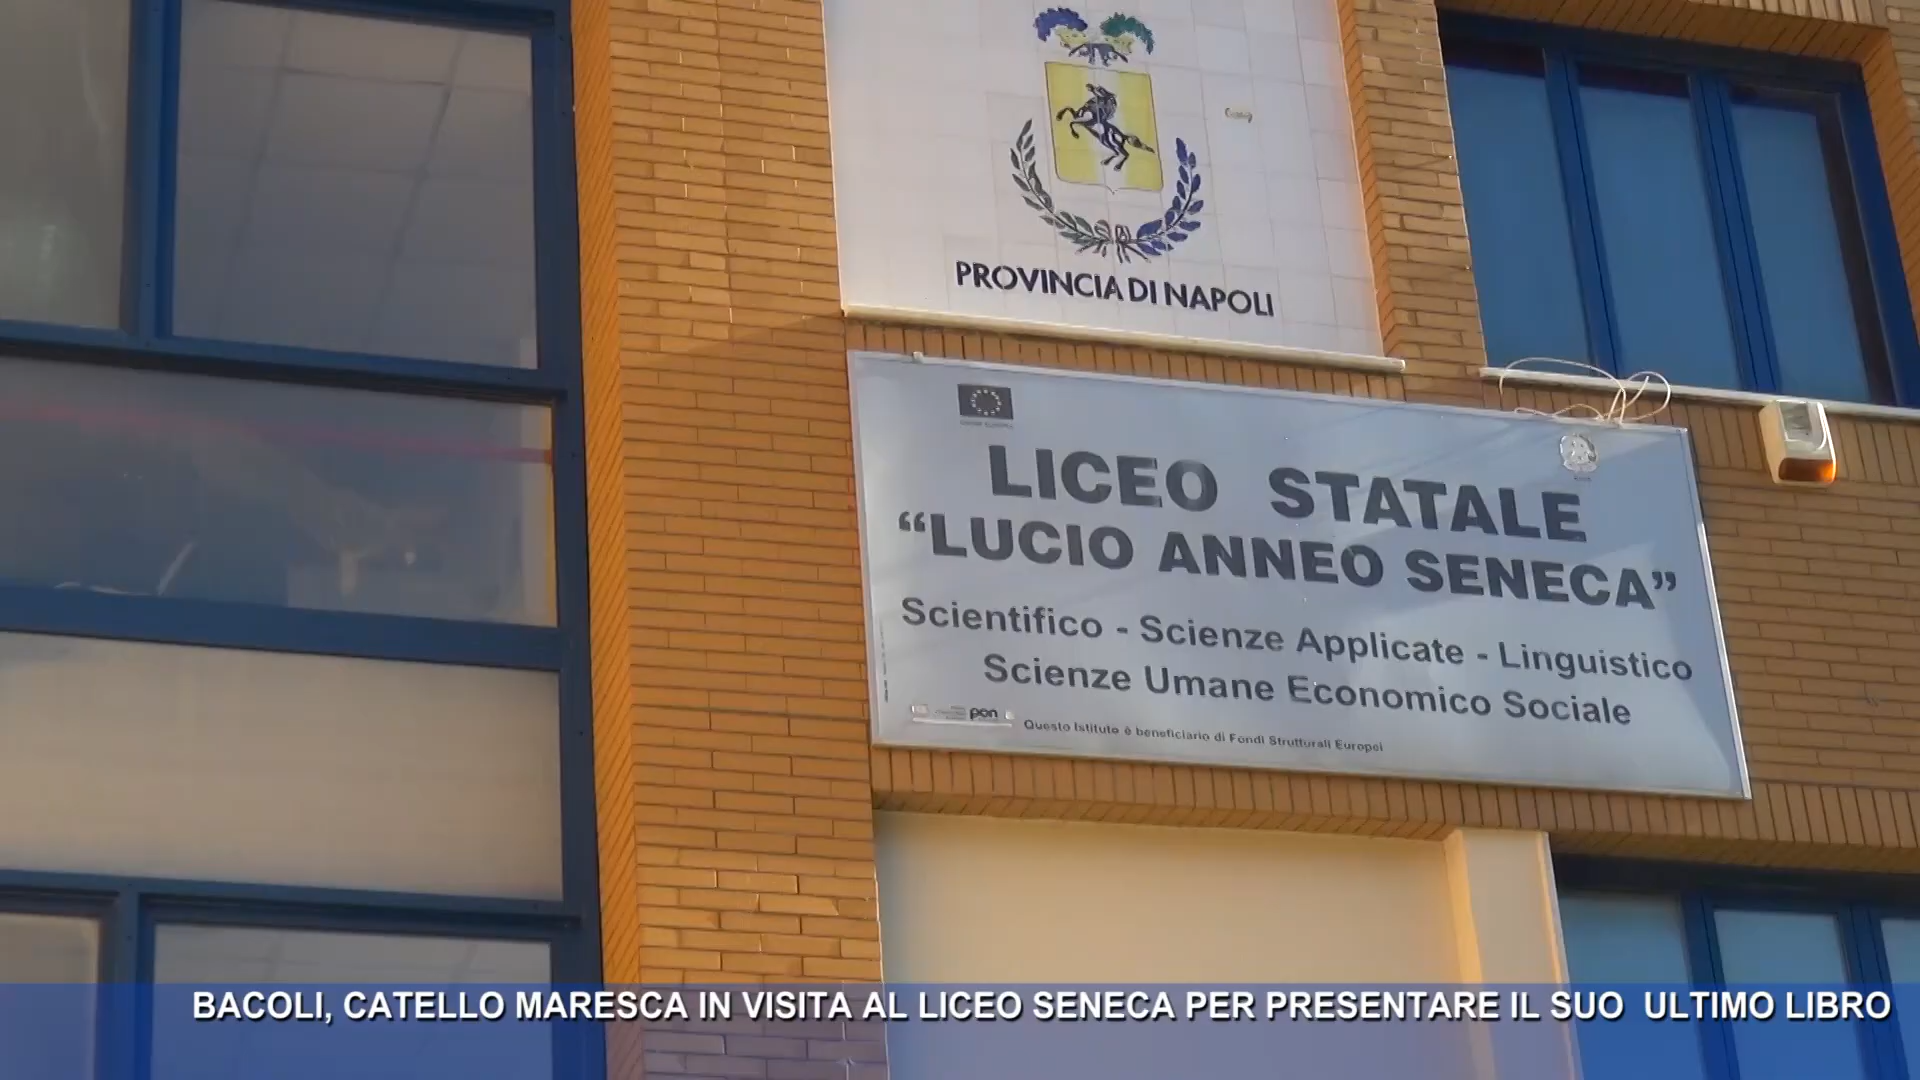 PROVINCIA DI NAPOLI
LICEO STATALE
“LUCIO ANNEO SENECA”
Scientifico - Scienze Applicate - Linguistico
Scienze Umane Economico Sociale
pon
Questo Istituto è beneficiario di Fondi Strutturali Europei
BACOLI, CATELLO MARESCA IN VISITA AL LICEO SENECA PER PRESENTARE IL SUO ULTIMO LIBRO